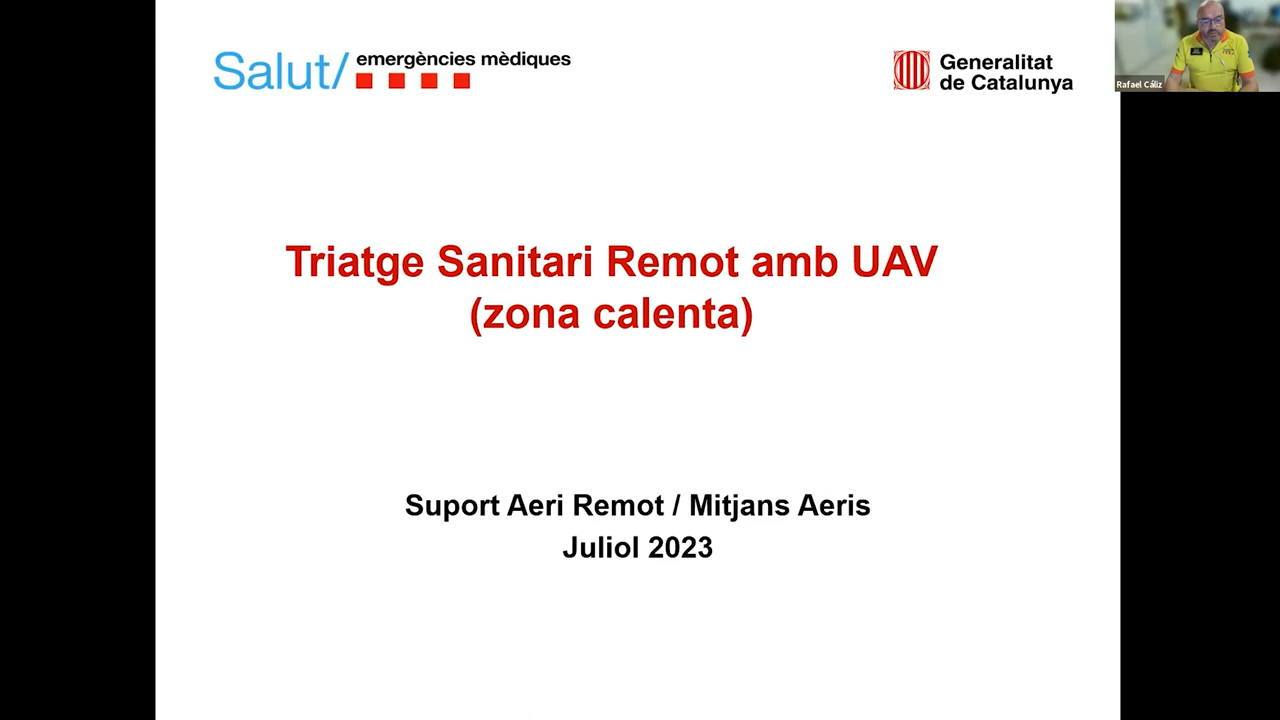 Salut/ emergències mèdiques
Generalitat
de Catalunya
Rafael Cáliz
Triatge Sanitari Remot amb UAV
(zona calenta)
Suport Aeri Remot / Mitjans Aeris
Juliol 2023